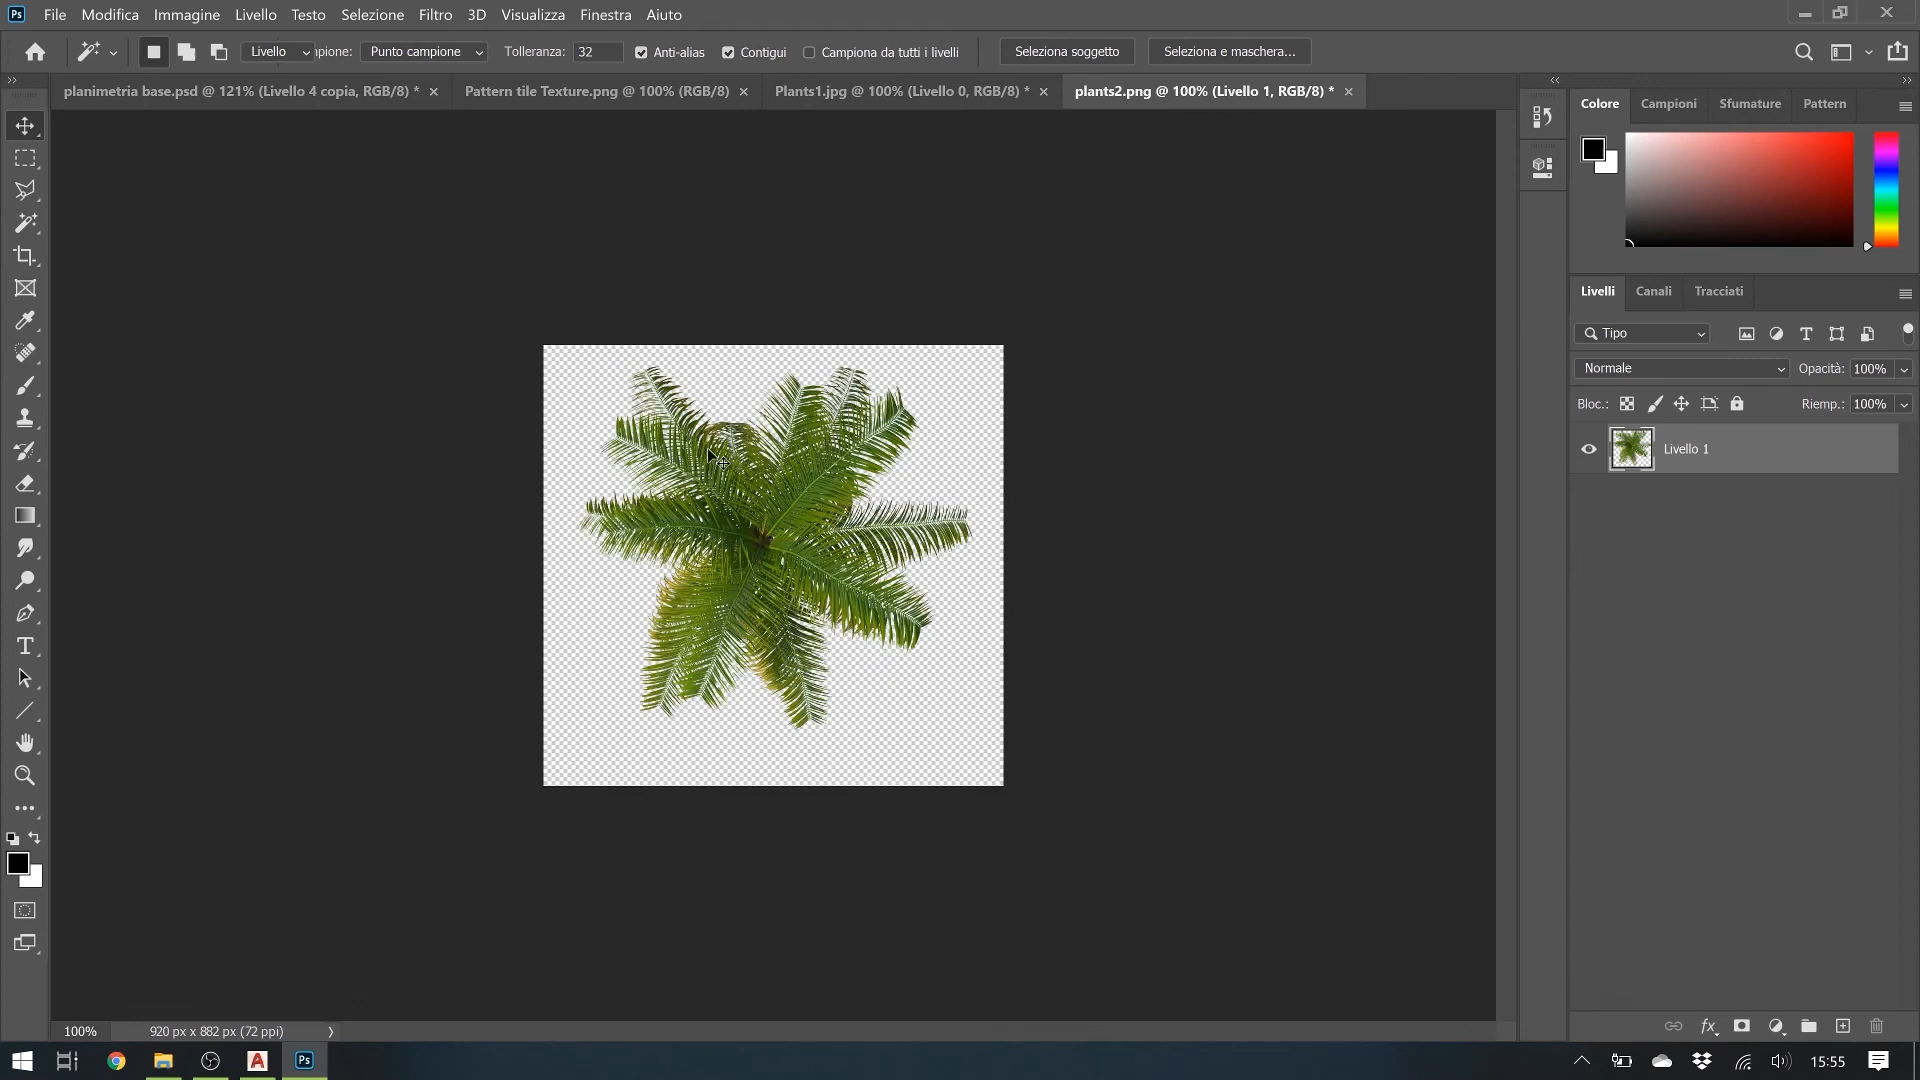 Ps File Modifica Immagine Livello Testo Selezione Filtro 3D Visualizza Finestra Aiuto
Livello pione: Punto campione Tolleranza: 32 Anti-alias Contigui Campiona da tutti i livelli Seleziona soggetto Seleziona e maschera...
planimetria base.psd @ 121% (Livello 4 copia, RGB/8) * Pattern tile Texture.png @ 100% (RGB/8) Plants1.jpg @ 100% (Livello 0, RGB/8) * plants2.png @ 100% (Livello 1, RGB/8) *
Colore Campioni Sfumature Pattern
Livelli Canali Tracciati
Tipo
Normale Opacità: 100%
Bloc.: Riemp.: 100%
Livello 1
100% 920 px x 882 px (72 ppi)
Ps 15:55